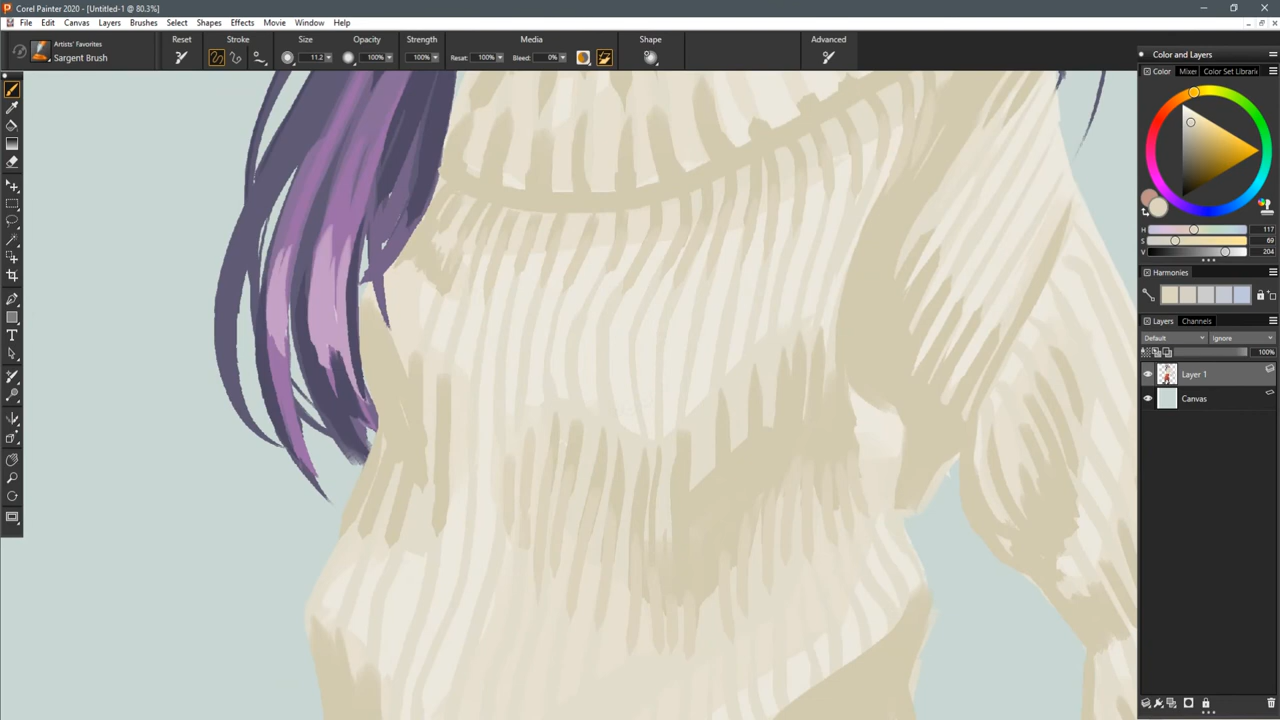 Corel Painter 2020 - [Untitled-1 @ 80.3%]
File Edit Canvas Layers Brushes Select Shapes Effects Movie Window Help
Artists' Favorites
Sargent Brush
Reset
Stroke
Size
11.2
Opacity
100%
Strength
100%
Media
Reset: 100%
Bleed: 0%
Shape
Advanced
Color and Layers
Color
Mixer
Color Set Librari
H 117
S 69
V 204
Harmonies
Layers Channels
Default Ignore
100%
Layer 1
Canvas